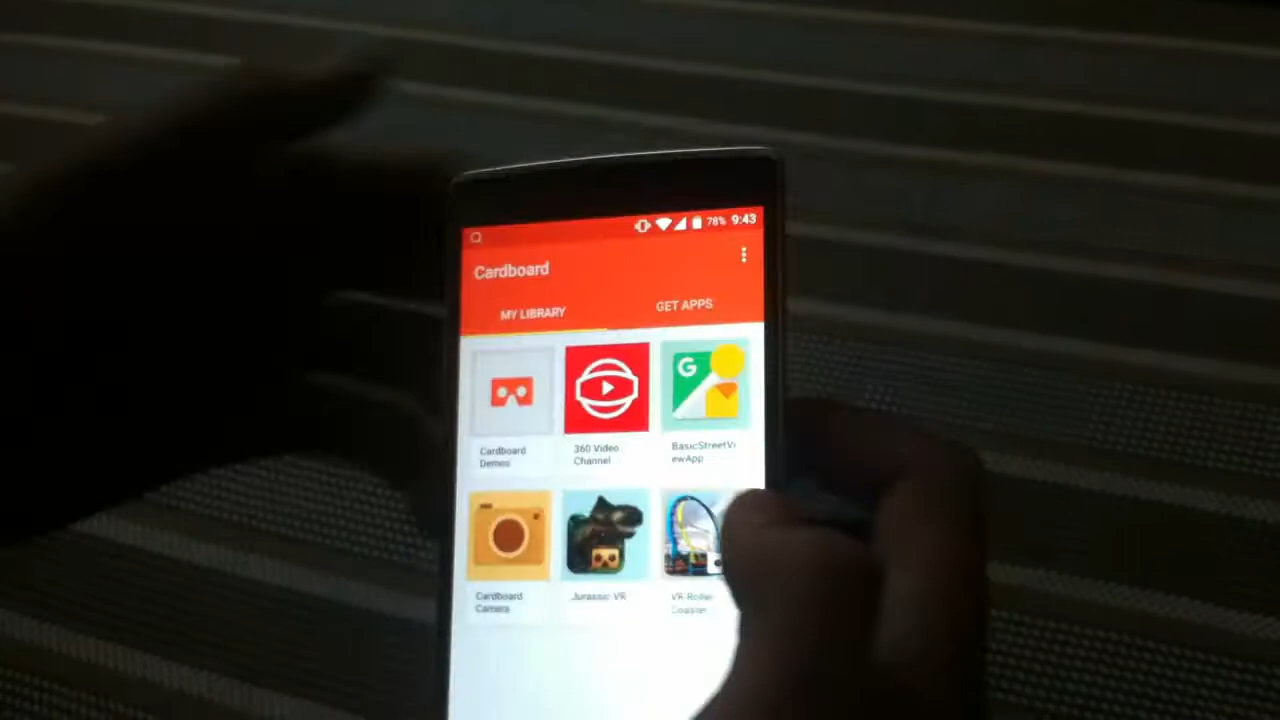 78% 9:43
Cardboard
MY LIBRARY GET APPS
G
Cardboard
Demos
360 Video
Channel
BasicStreetVi
ewApp
Cardboard
Camera
Jurassic VR
VR Roller
Coaster